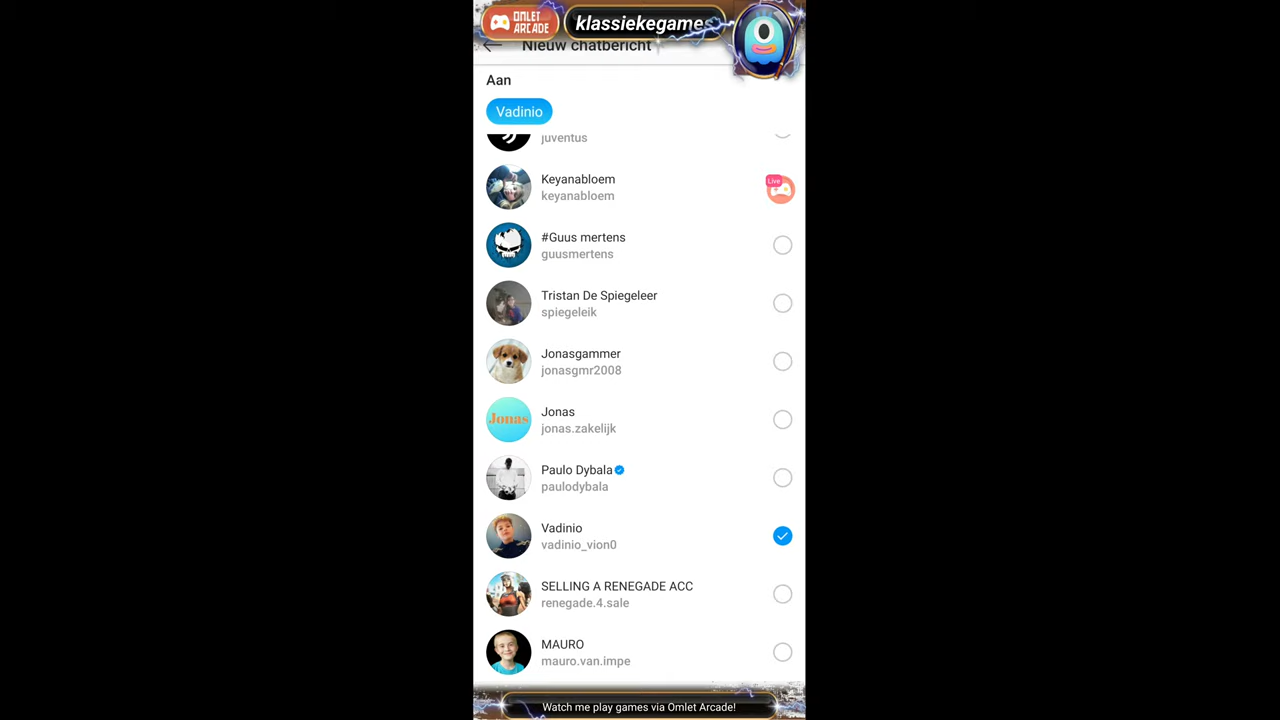 OMLET
ARCADE
klassiekegames
Nieuw chatbericht
Aan
Vadinio
juventus
Keyanabloem
keyanabloem
Live
#Guus mertens
guusmertens
Tristan De Spiegeleer
spiegeleik
Jonasgammer
jonasgmr2008
Jonas
Jonas
jonas.zakelijk
Paulo Dybala
paulodybala
Vadinio
vadinio_vion0
SELLING A RENEGADE ACC
renegade.4.sale
MAURO
mauro.van.impe
Watch me play games via Omlet Arcade!